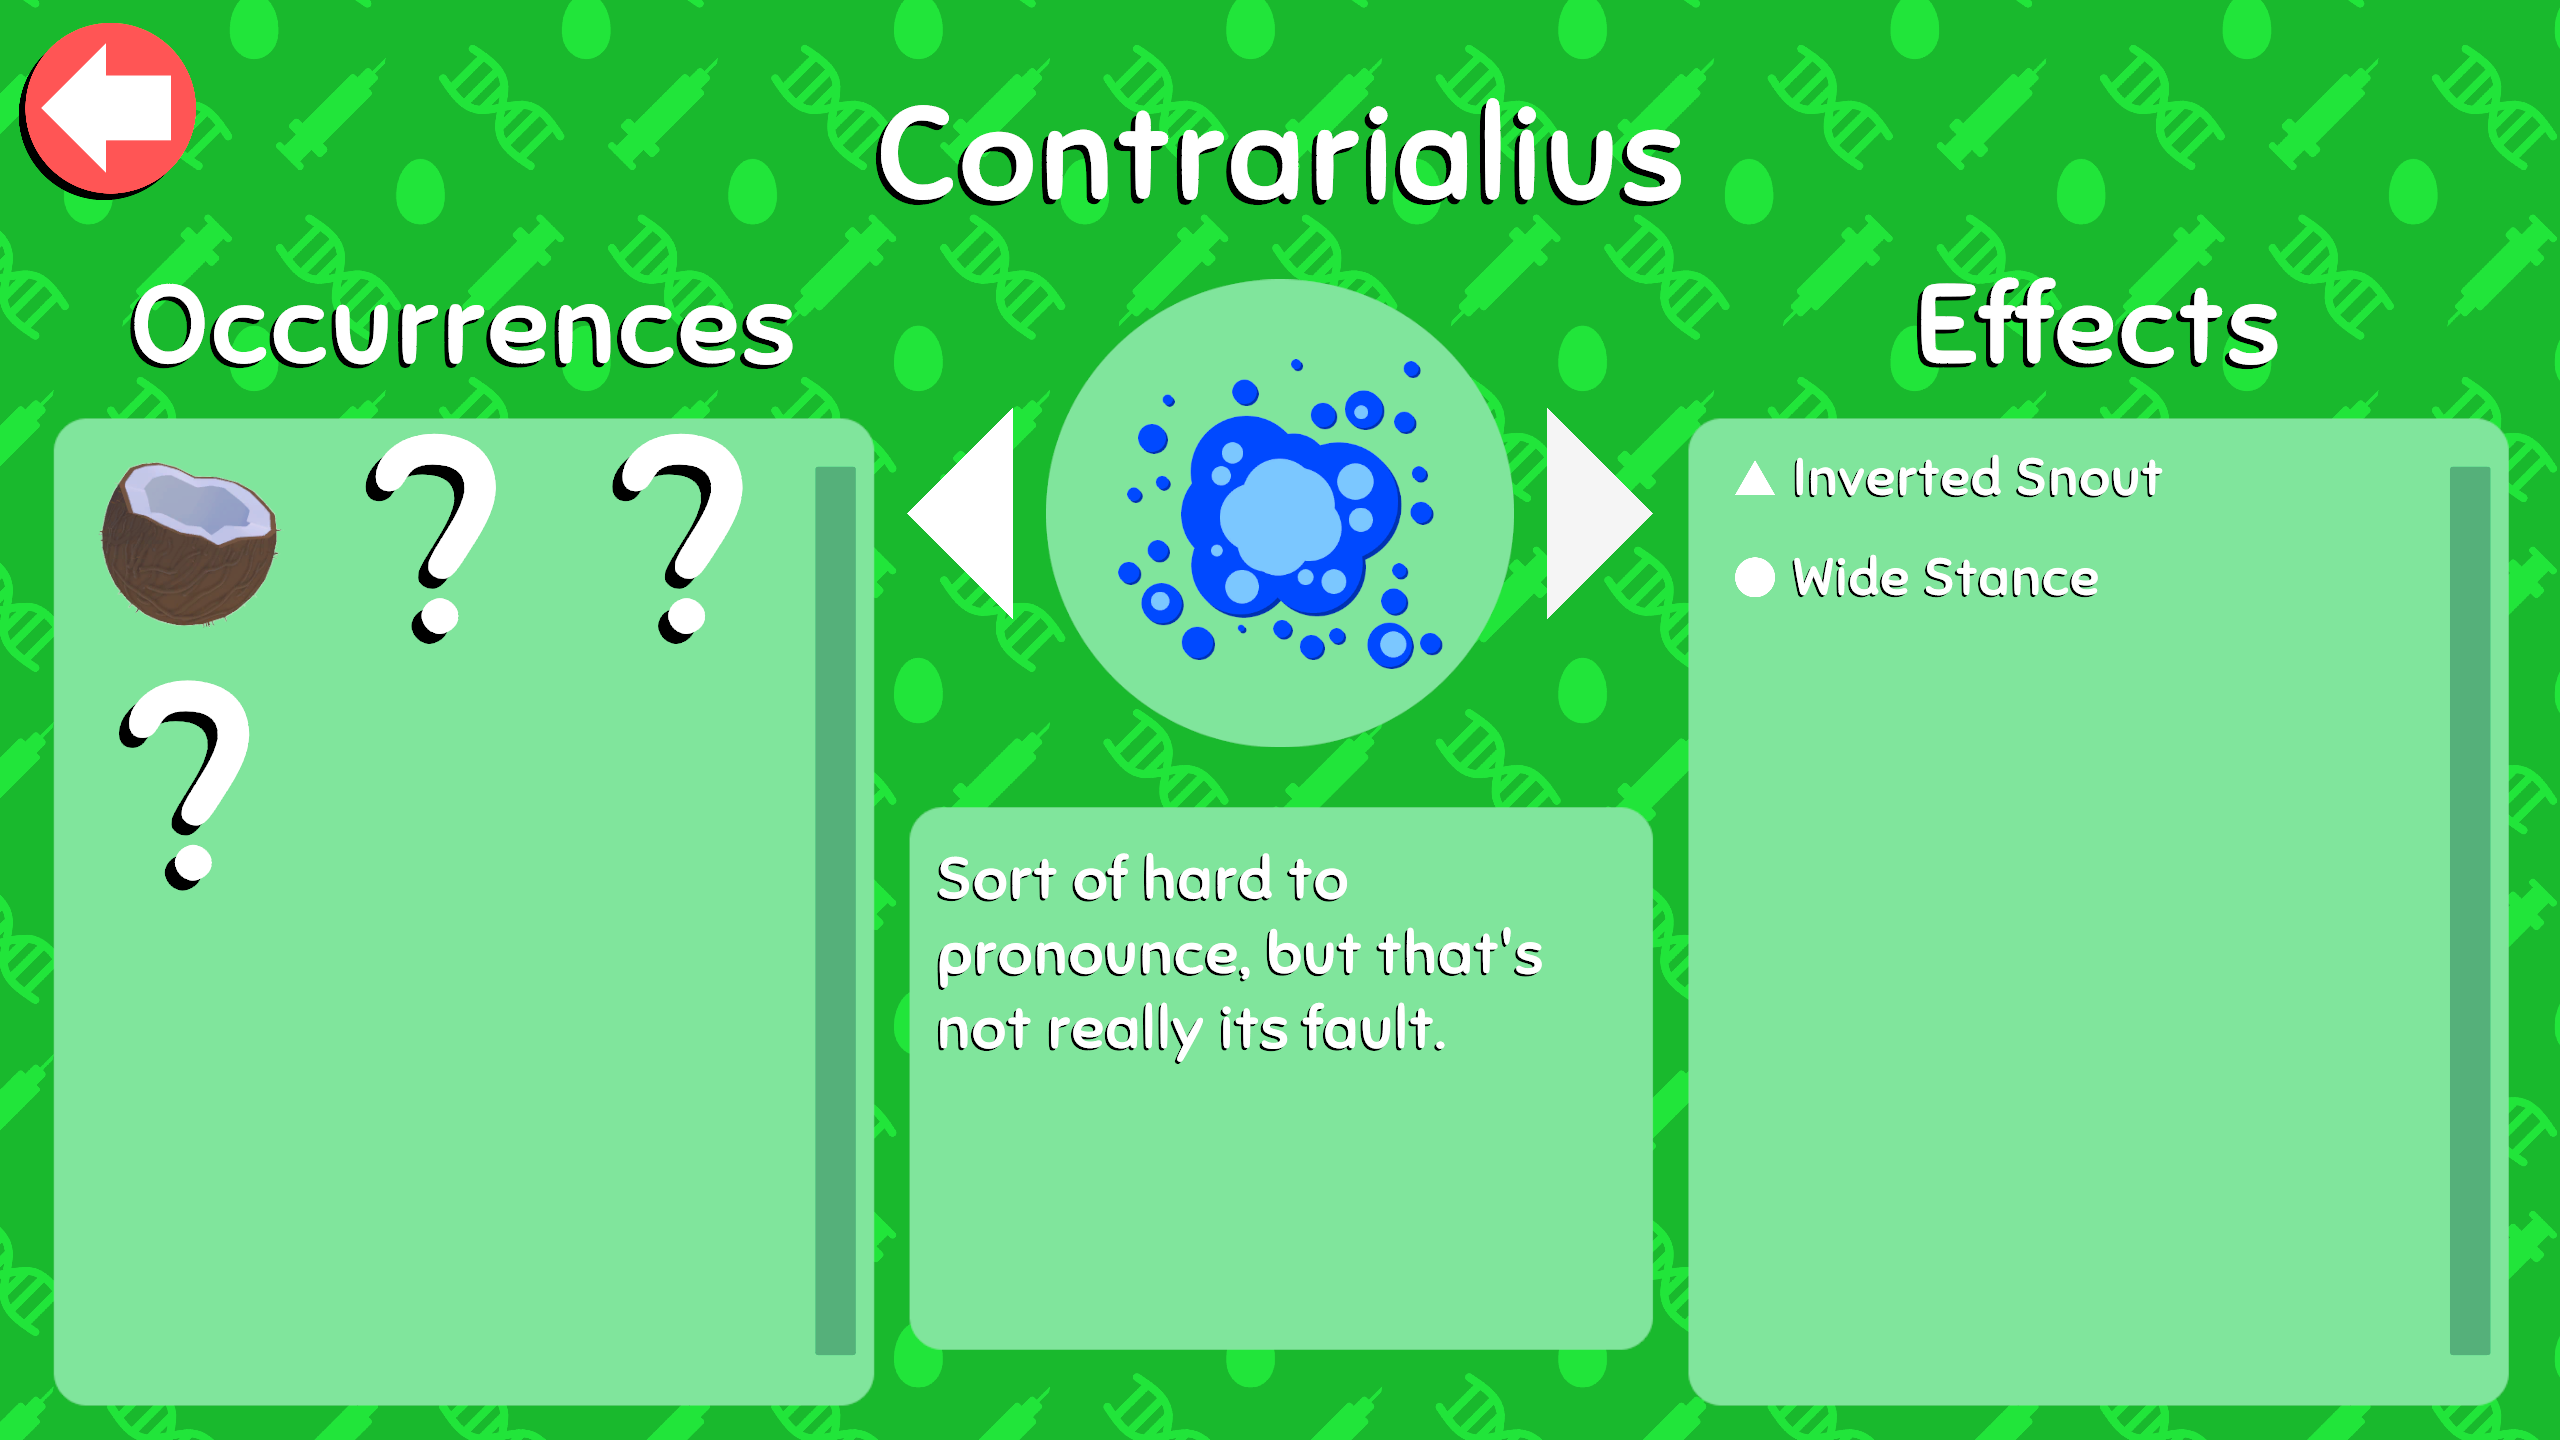 Contrarialius
Occurrences
Effects
? ?
?
Inverted Snout
Wide Stance
Sort of hard to
pronounce, but that's
not really its fault.